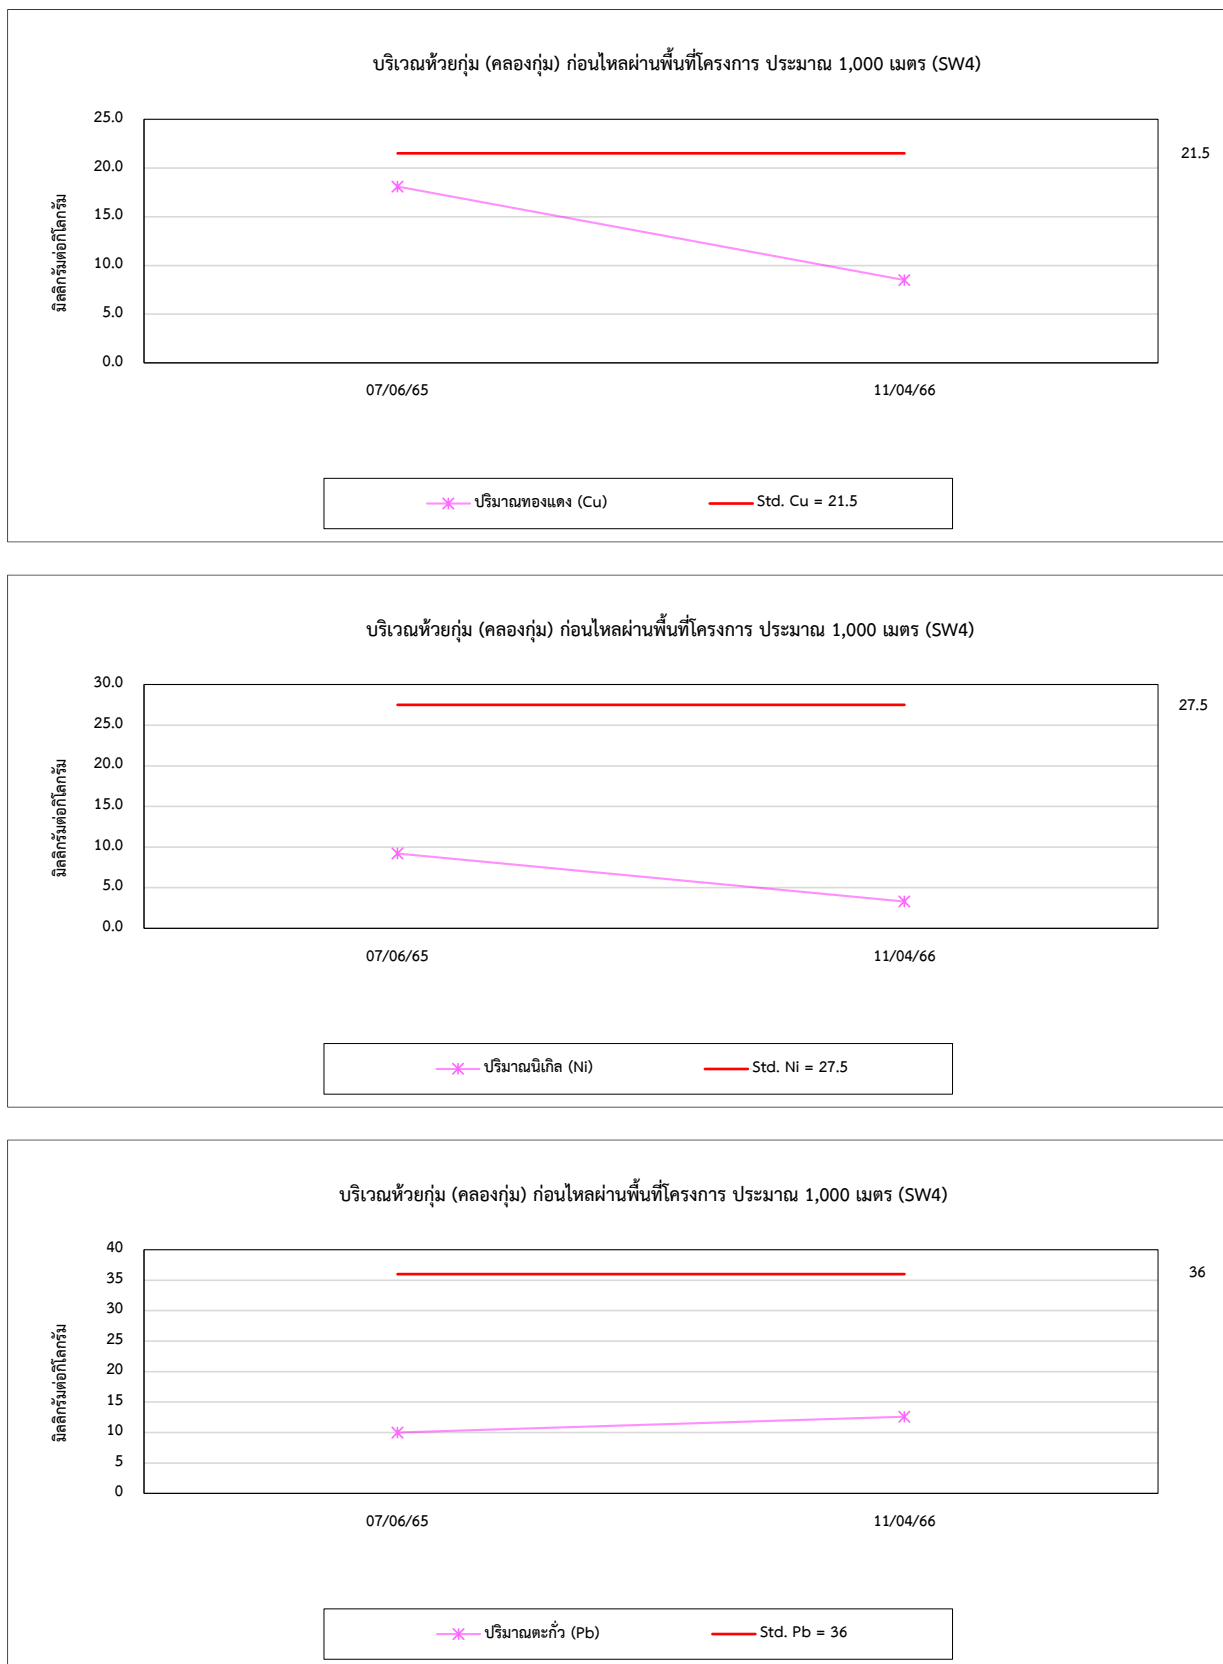 บริเวณห้วยกุ่ม (คลองกุ่ม) ก่อนไหลผ่านพื้นที่โครงการ ประมาณ 1,000 เมตร (SW4)
มิลลิกรัมต่อกิโลกรัม
25.0
20.0
15.0
10.0
5.0
0.0
21.5
07/06/65
11/04/66
ปริมาณทองแดง (Cu)
Std. Cu = 21.5
บริเวณห้วยกุ่ม (คลองกุ่ม) ก่อนไหลผ่านพื้นที่โครงการ ประมาณ 1,000 เมตร (SW4)
มิลลิกรัมต่อกิโลกรัม
30.0
25.0
20.0
15.0
10.0
5.0
0.0
27.5
07/06/65
11/04/66
ปริมาณนิเกิล (Ni)
Std. Ni = 27.5
บริเวณห้วยกุ่ม (คลองกุ่ม) ก่อนไหลผ่านพื้นที่โครงการ ประมาณ 1,000 เมตร (SW4)
มิลลิกรัมต่อกิโลกรัม
40
35
30
25
20
15
10
5
0
36
07/06/65
11/04/66
ปริมาณตะกั่ว (Pb)
Std. Pb = 36